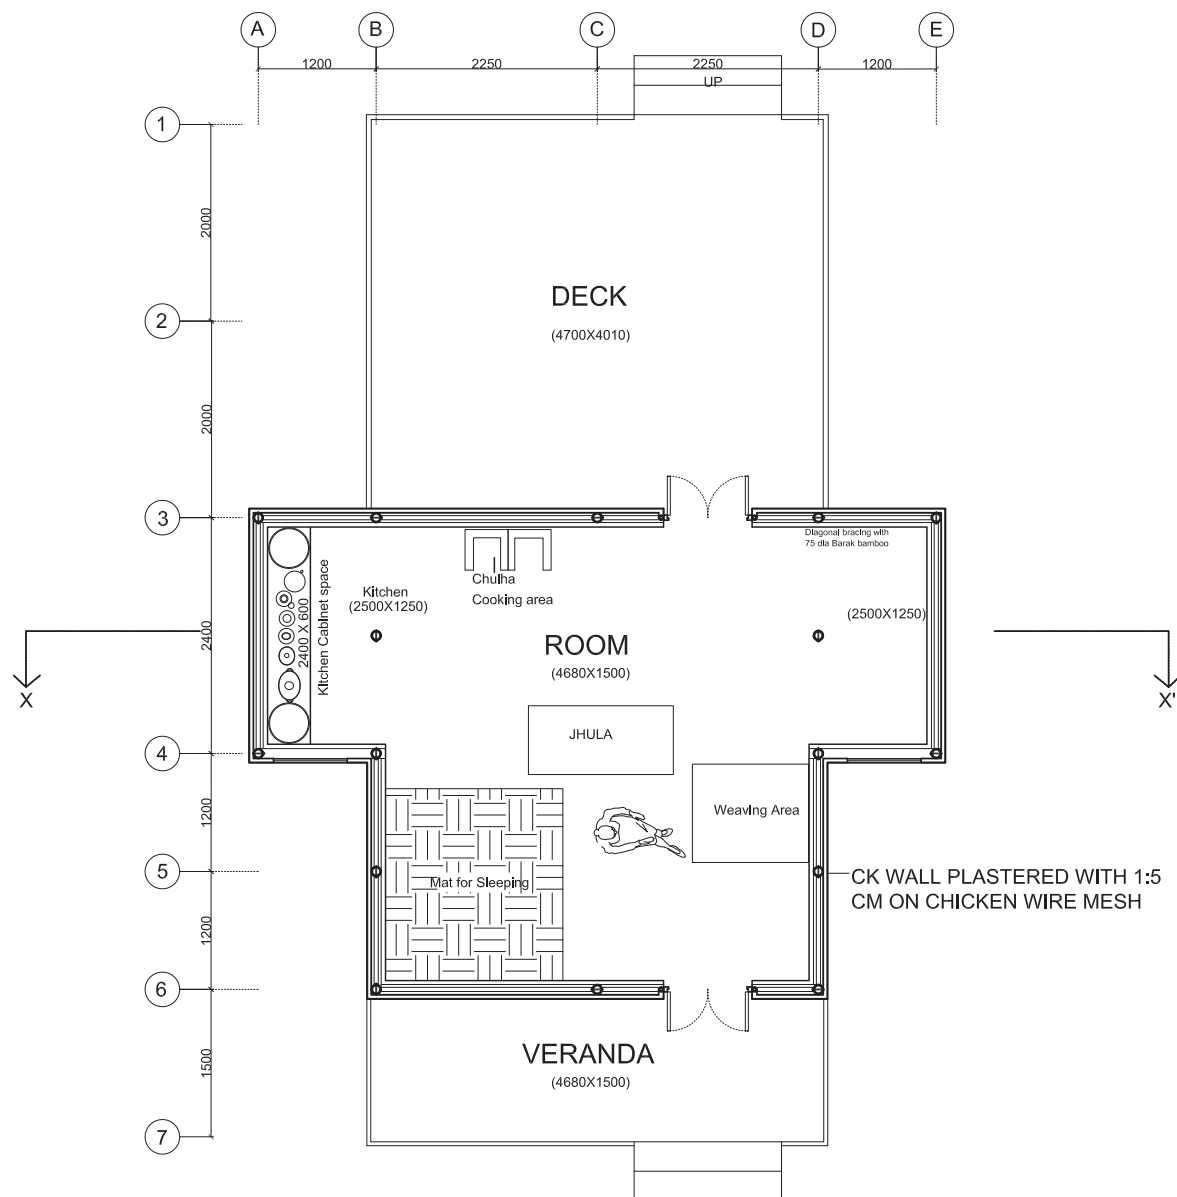 A B C D E
1200 2250 2250 1200
UP
1
2000
2
DECK
(4700X4010)
2000
3
Diagonal bracing with
75 dia Barak bamboo
Kitchen Cabinet space
2400 X 600
Kitchen
(2500X1250)
Chulha
Cooking area
(2500X1250)
2400
ROOM
(4680X1500)
X X'
JHULA
4
1200
Weaving Area
5
Mat for Sleeping
CK WALL PLASTERED WITH 1:5
CM ON CHICKEN WIRE MESH
1200
6
VERANDA
(4680X1500)
1500
7